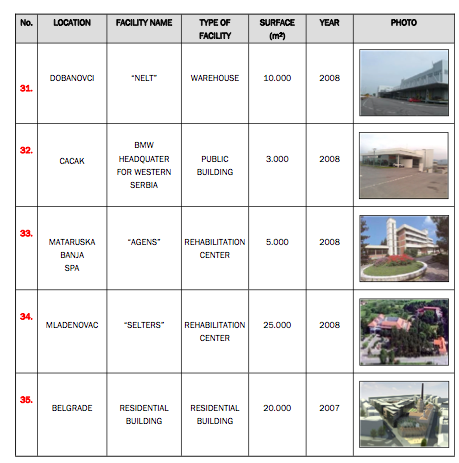 No. LOCATION FACILITY NAME TYPE OF FACILITY SURFACE (m²) YEAR PHOTO
31. DOBANOVCI “NELT” WAREHOUSE 10.000 2008
32. CACAK BMW HEADQUATER FOR WESTERN SERBIA PUBLIC BUILDING 3.000 2008
33. MATARUSKA BANJA SPA “AGENS” REHABILITATION CENTER 5.000 2008
34. MLADENOVAC “SELTERS” REHABILITATION CENTER 25.000 2008
35. BELGRADE RESIDENTIAL BUILDING RESIDENTIAL BUILDING 20.000 2007